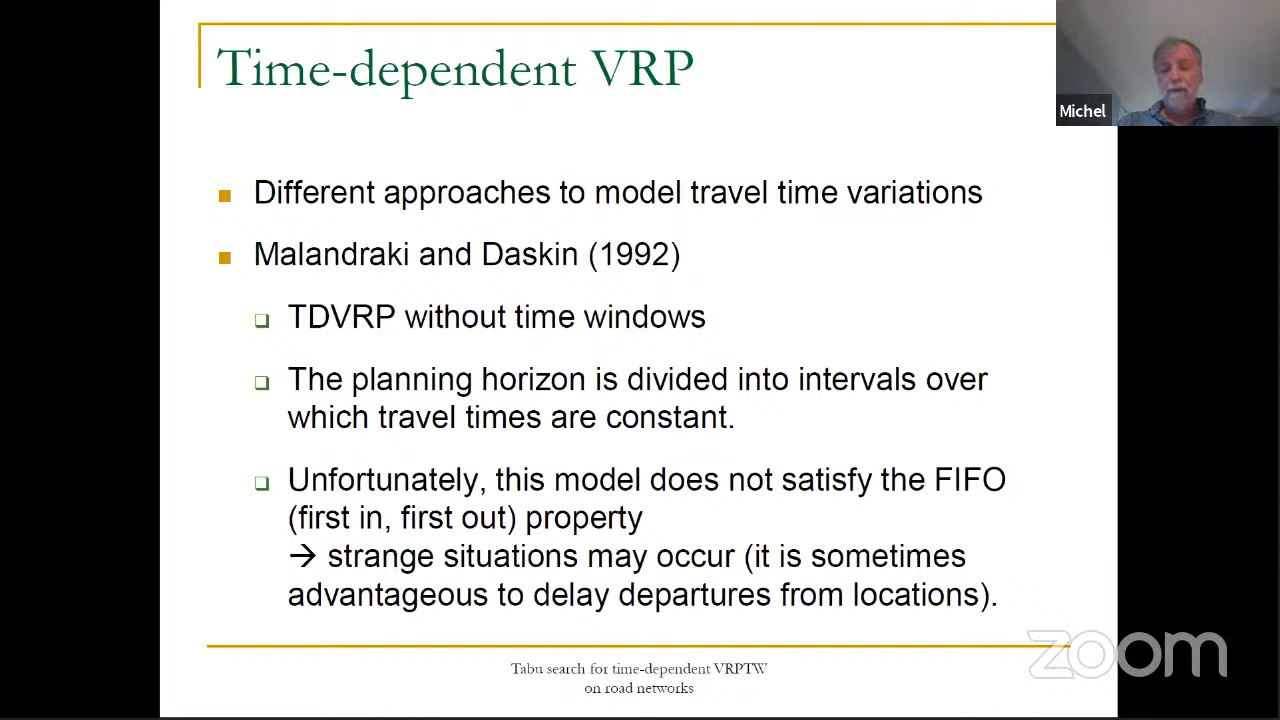 Time-dependent VRP
Michel
Different approaches to model travel time variations
Malandraki and Daskin (1992)
TDVRP without time windows
The planning horizon is divided into intervals over
which travel times are constant.
Unfortunately, this model does not satisfy the FIFO
(first in, first out) property
→ strange situations may occur (it is sometimes
advantageous to delay departures from locations).
zoom
Tabu search for time-dependent VRPTW
on road networks